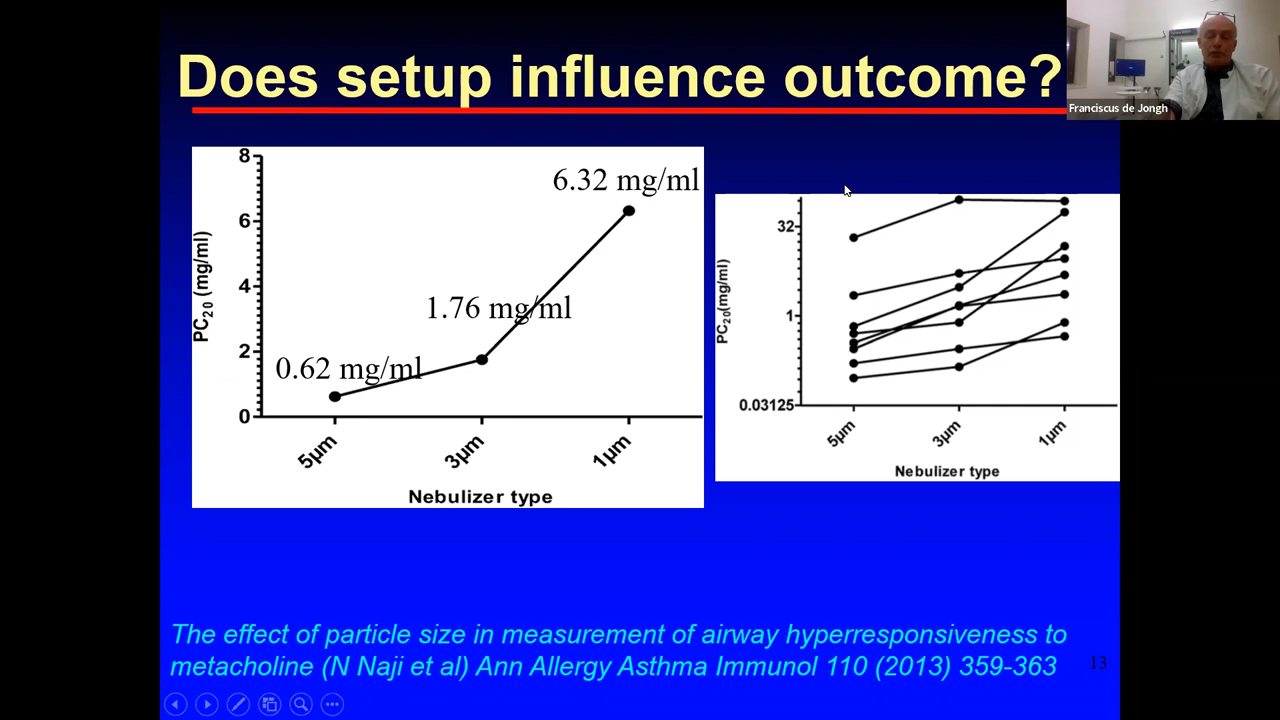 Does setup influence outcome?
Franciscus de Jongh
8
6
4
2
0
PC20 (mg/ml)
6.32 mg/ml
1.76 mg/ml
0.62 mg/ml
5µm
3µm
1µm
Nebulizer type
32
1
0.03125
PC20(mg/ml)
5µm
3µm
1µm
Nebulizer type
The effect of particle size in measurement of airway hyperresponsiveness to
metacholine (N Naji et al) Ann Allergy Asthma Immunol 110 (2013) 359-363
13